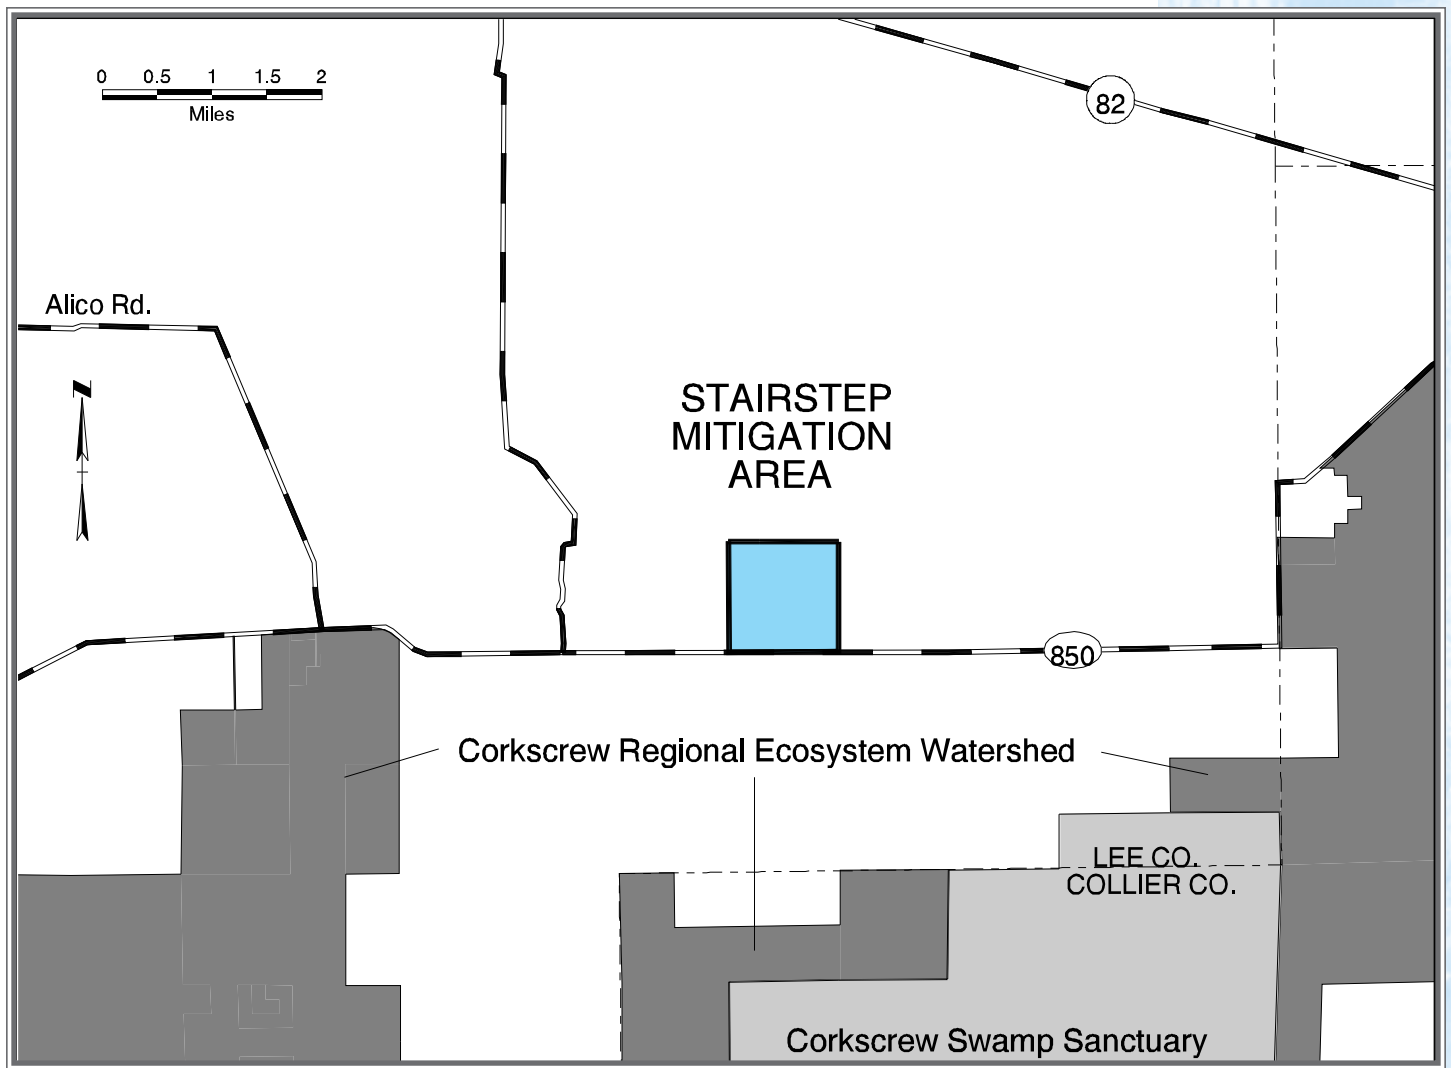 0 0.5 1 1.5 2
Miles
82
Alico Rd.
N
STAIRSTEP
MITIGATION
AREA
850
Corkscrew Regional Ecosystem Watershed
LEE CO.
COLLIER CO.
Corkscrew Swamp Sanctuary